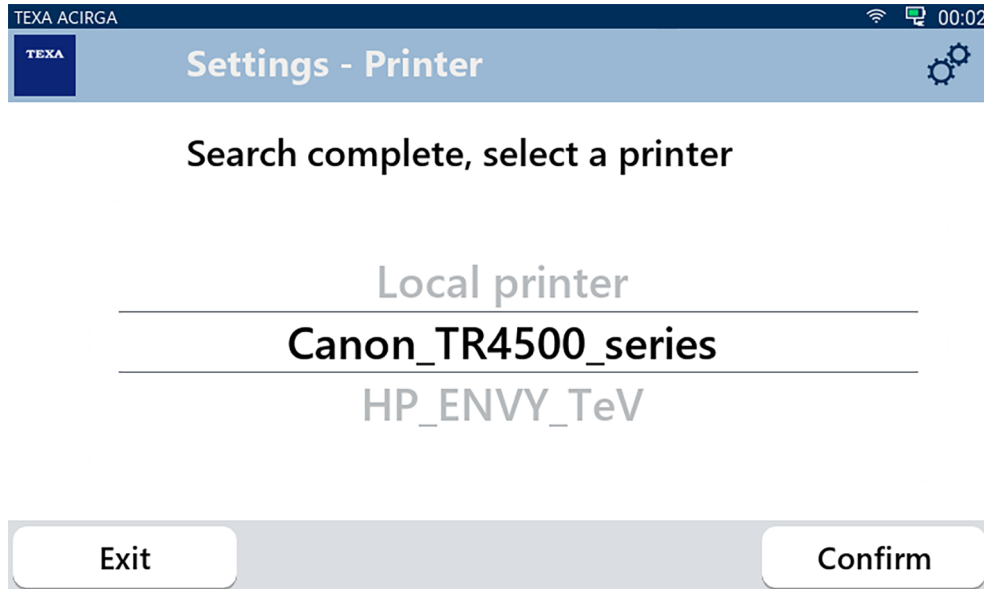 TEXA ACIRGA 00:02
TEXA Settings - Printer
Search complete, select a printer
Local printer
Canon_TR4500_series
HP_ENVY_TeV
Exit Confirm